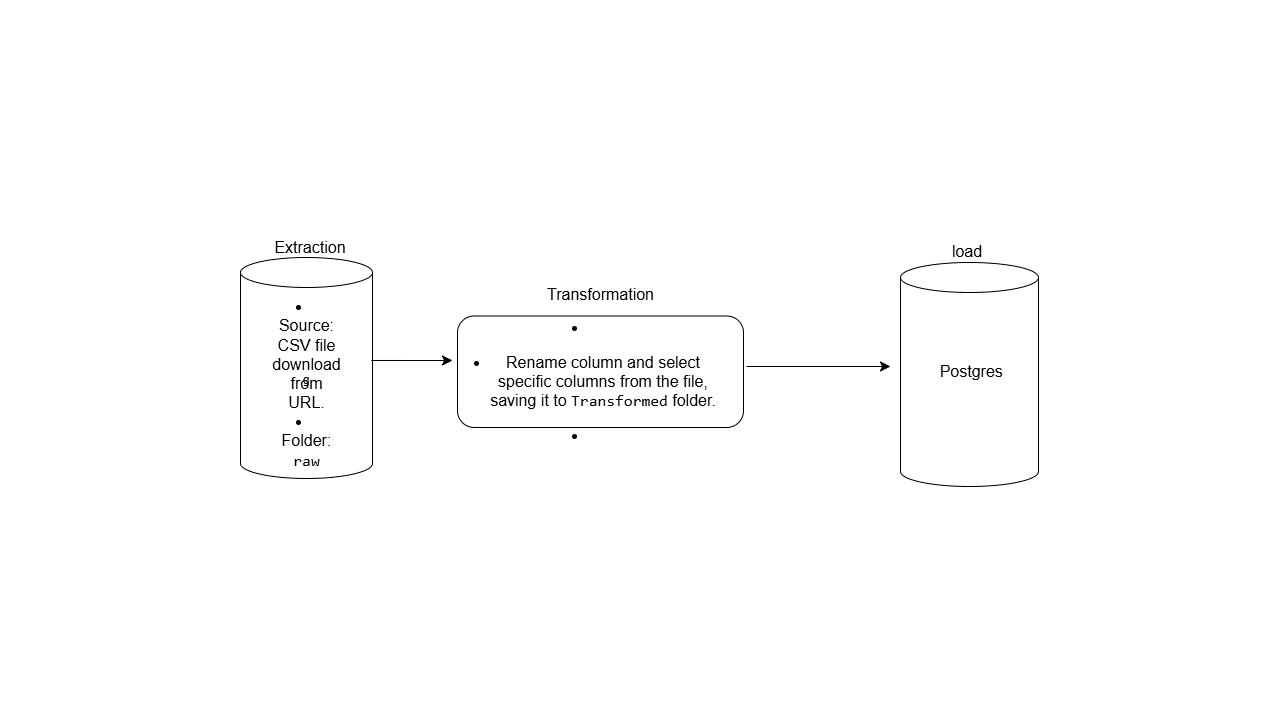 Extraction
• Source:
CSV file
download
from
URL.
• Folder:
raw
Transformation
• Rename column and select
specific columns from the file,
saving it to Transformed folder.
load
Postgres